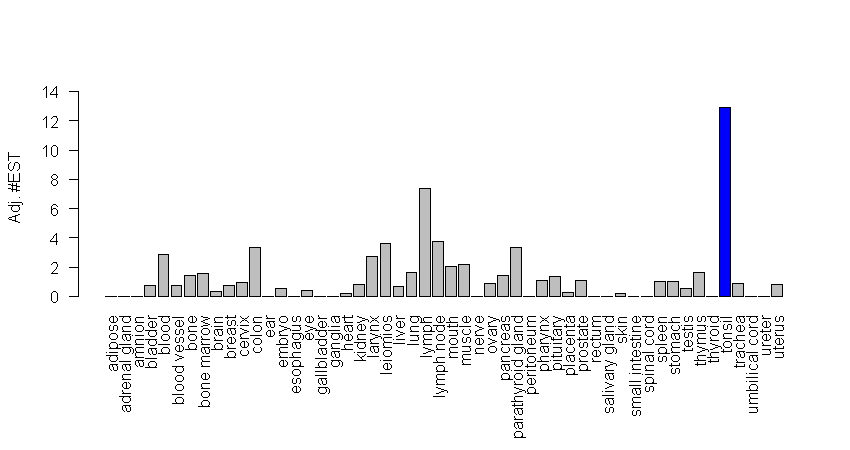 14
12
10
8
6
4
2
0
Adj. #EST
adipose
adrenal gland
amnion
bladder
blood
blood vessel
bone
bone marrow
brain
breast
cervix
colon
ear
embryo
esophagus
eye
gallbladder
ganglia
heart
kidney
larynx
leiomios
liver
lung
lymph
lymph node
mouth
muscle
nerve
ovary
pancreas
parathyroid gland
peritoneum
pharynx
pituitary
placenta
prostate
rectum
salivary gland
skin
small intestine
spinal cord
spleen
stomach
testis
thymus
thyroid
tonsil
trachea
umbilical cord
ureter
uterus